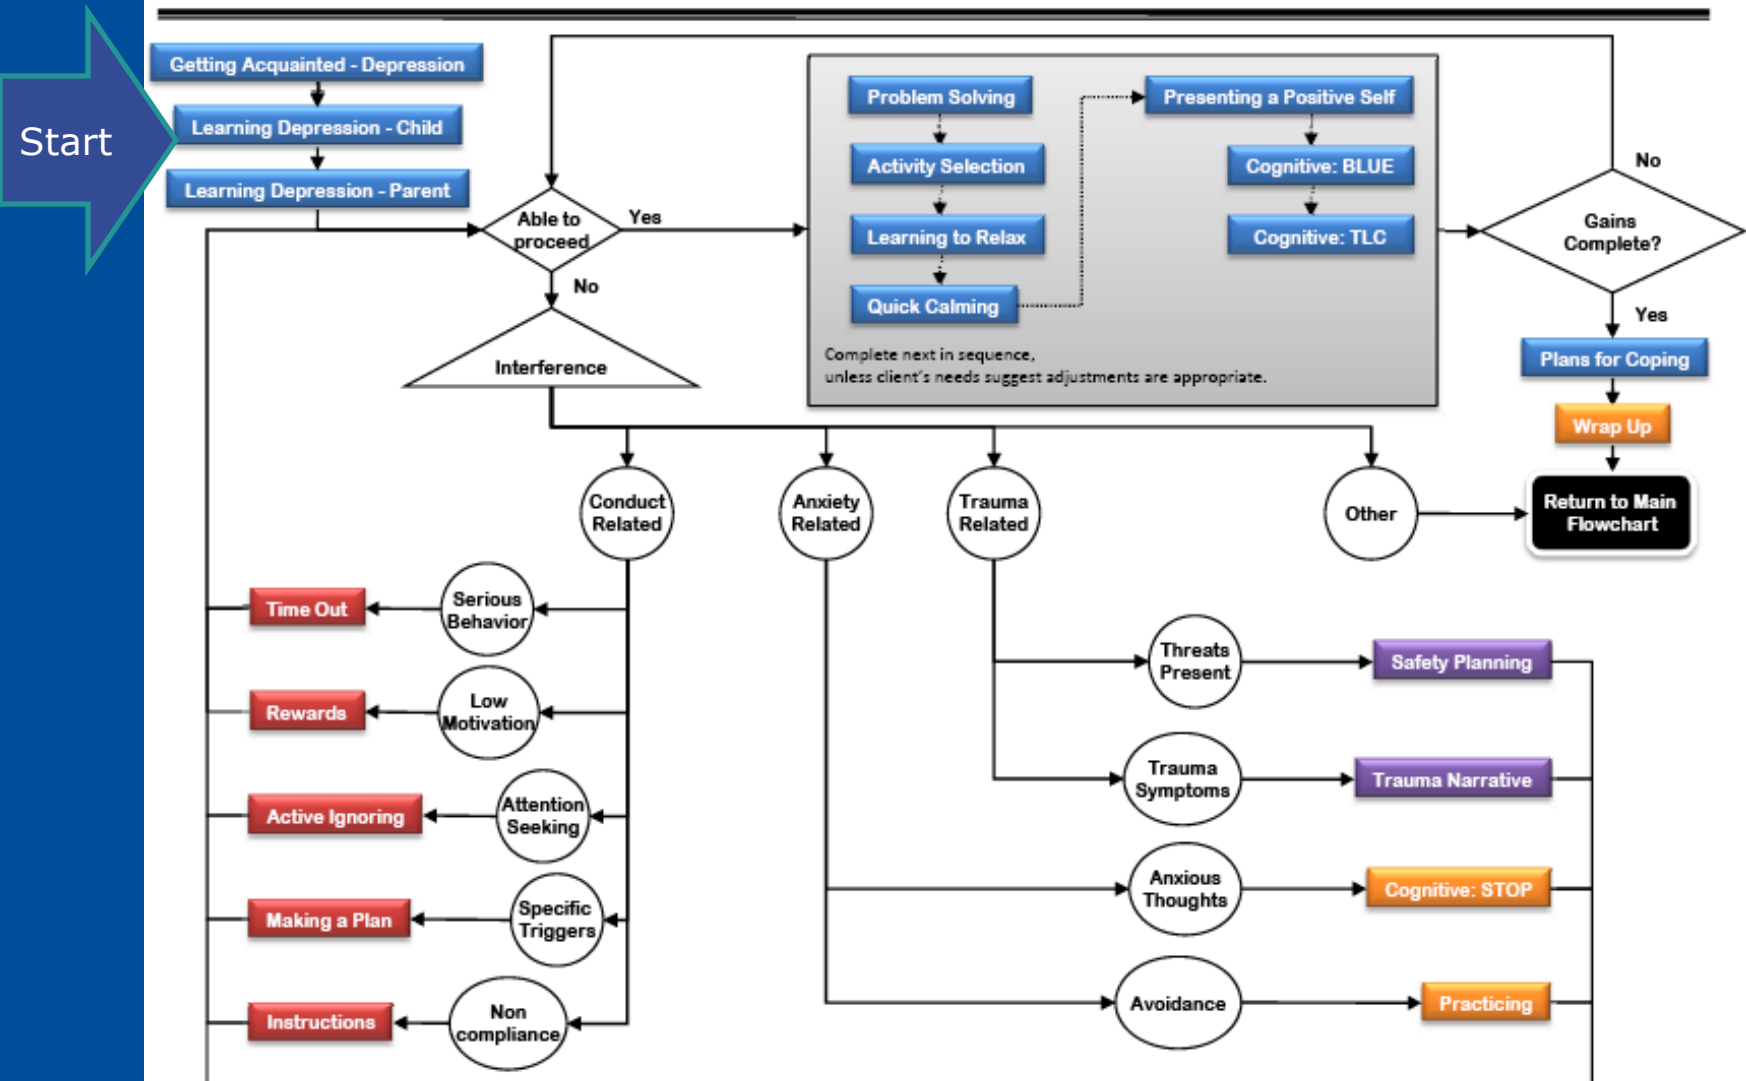 Start
Getting Acquainted - Depression
Learning Depression - Child
Learning Depression - Parent
Able to
proceed
Yes
No
Interference
Problem Solving
Activity Selection
Learning to Relax
Quick Calming
Presenting a Positive Self
Cognitive: BLUE
Cognitive: TLC
Complete next in sequence,
unless client's needs suggest adjustments are appropriate.
No
Gains
Complete?
Yes
Plans for Coping
Wrap Up
Return to Main
Flowchart
Conduct
Related
Anxiety
Related
Trauma
Related
Other
Time Out
Serious
Behavior
Rewards
Low
Motivation
Active Ignoring
Attention
Seeking
Making a Plan
Specific
Triggers
Instructions
Non
compliance
Threats
Present
Safety Planning
Trauma
Symptoms
Trauma Narrative
Anxious
Thoughts
Cognitive: STOP
Avoidance
Practicing